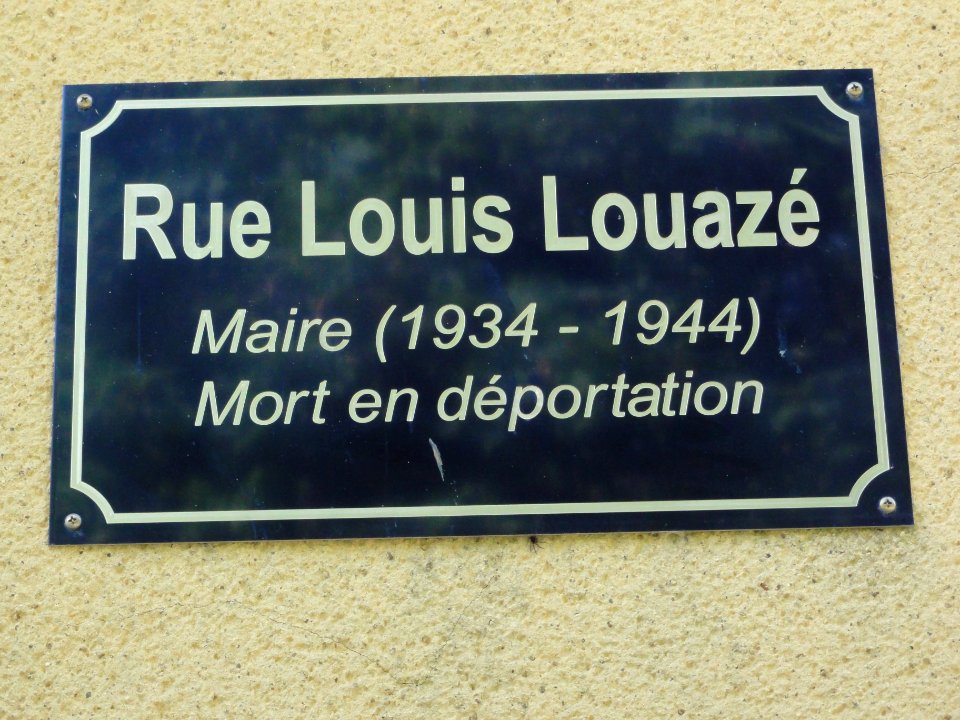 Rue Louis Louazé
Maire (1934 - 1944)
Mort en déportation